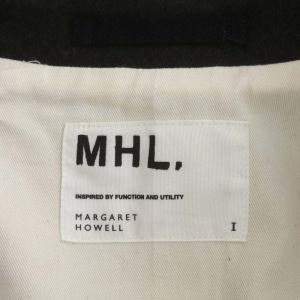 MHL.
INSPIRED BY FUNCTION AND UTILITY
MARGARET
HOWELL
I